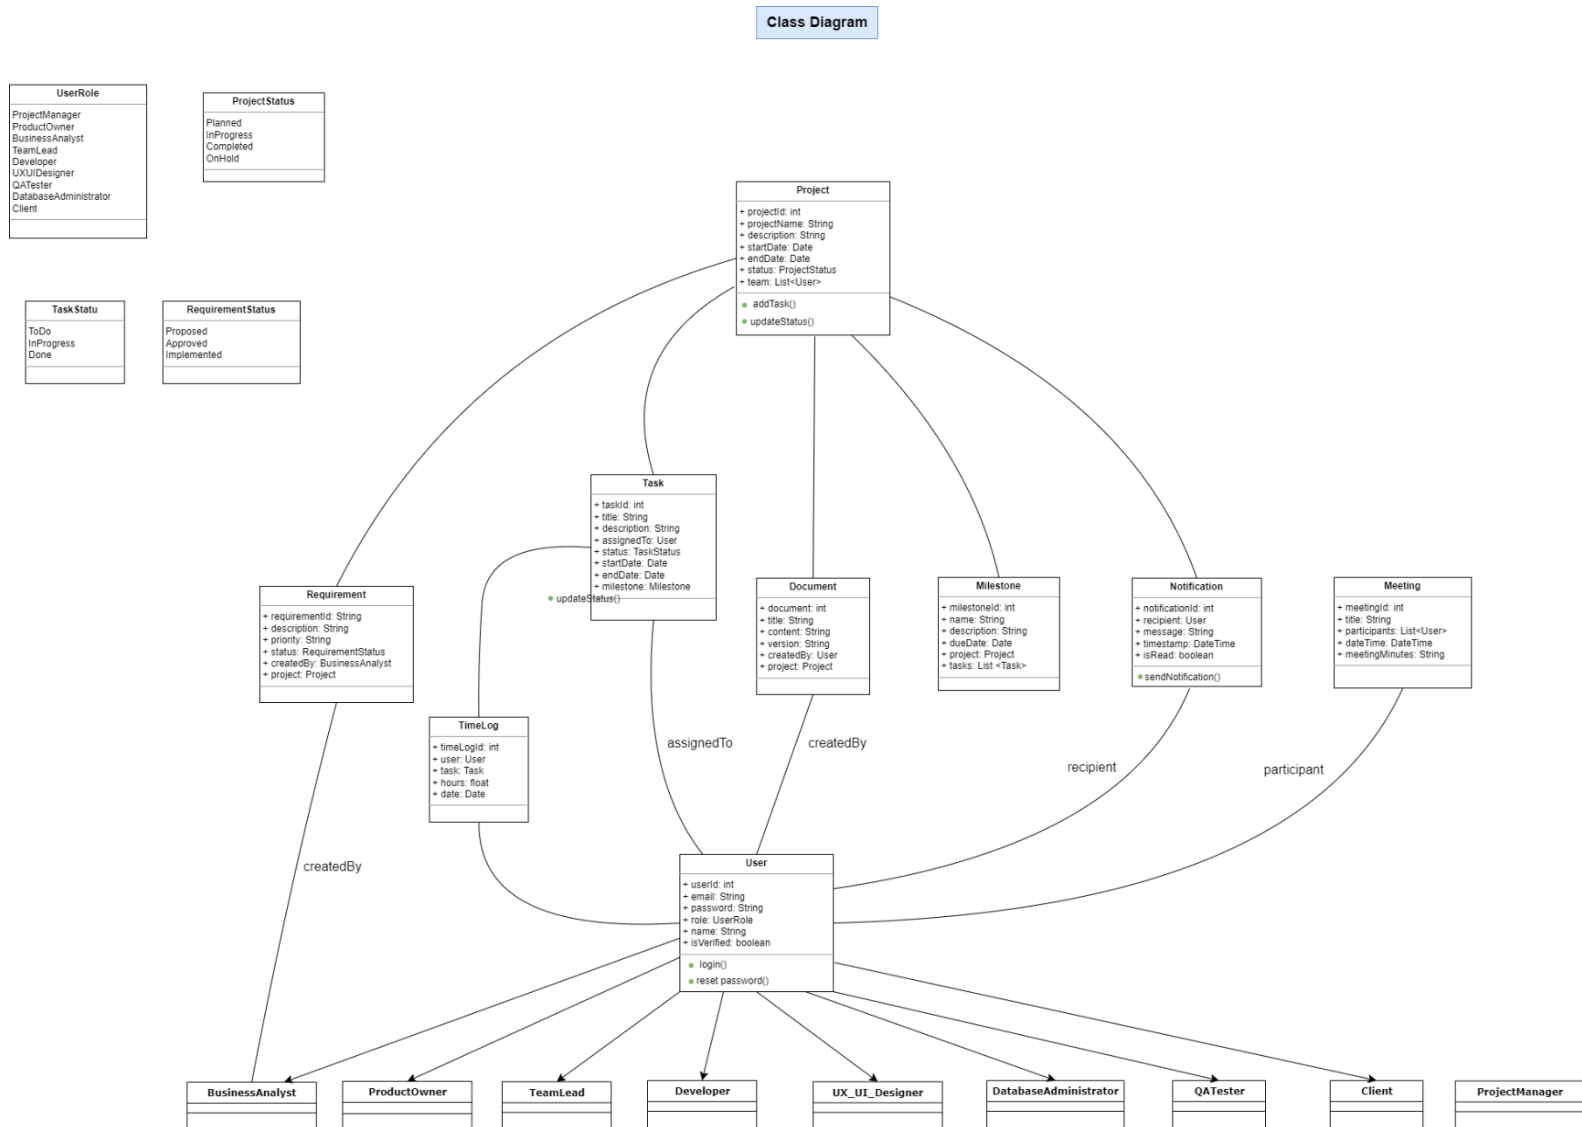 Class Diagram
UserRole
ProjectManager
ProductOwner
BusinessAnalyst
TeamLead
Developer
UXUIDesigner
QATester
DatabaseAdministrator
Client
ProjectStatus
Planned
InProgress
Completed
OnHold
Project
+ projectId: int
+ projectName: String
+ description: String
+ startDate: Date
+ endDate: Date
+ status: ProjectStatus
+ team: List<User>
addTask()
updateStatus()
TaskStatu
ToDo
InProgress
Done
RequirementStatus
Proposed
Approved
Implemented
Task
+ taskId: int
+ title: String
+ description: String
+ assignedTo: User
+ status: TaskStatus
+ startDate: Date
+ endDate: Date
+ milestone: Milestone
updateStatus()
Requirement
+ requirementId: String
+ description: String
+ priority: String
+ status: RequirementStatus
+ createdBy: BusinessAnalyst
+ project: Project
Document
+ document: int
+ title: String
+ content: String
+ version: String
+ createdBy: User
+ project: Project
Milestone
+ milestoneId: int
+ name: String
+ description: String
+ dueDate: Date
+ project: Project
+ tasks: List <Task>
Notification
+ notificationId: int
+ recipient: User
+ message: String
+ timestamp: DateTime
+ isRead: boolean
sendNotification()
Meeting
+ meetingId: int
+ title: String
+ participants: List<User>
+ dateTime: DateTime
+ meetingMinutes: String
TimeLog
+ timeLogId: int
+ user: User
+ task: Task
+ hours: float
+ date: Date
assignedTo
createdBy
recipient
participant
createdBy
User
+ userId: int
+ email: String
+ password: String
+ role: UserRole
+ name: String
+ isVerified: boolean
login()
reset password()
BusinessAnalyst
ProductOwner
TeamLead
Developer
UX_UI_Designer
DatabaseAdministrator
QATester
Client
ProjectManager